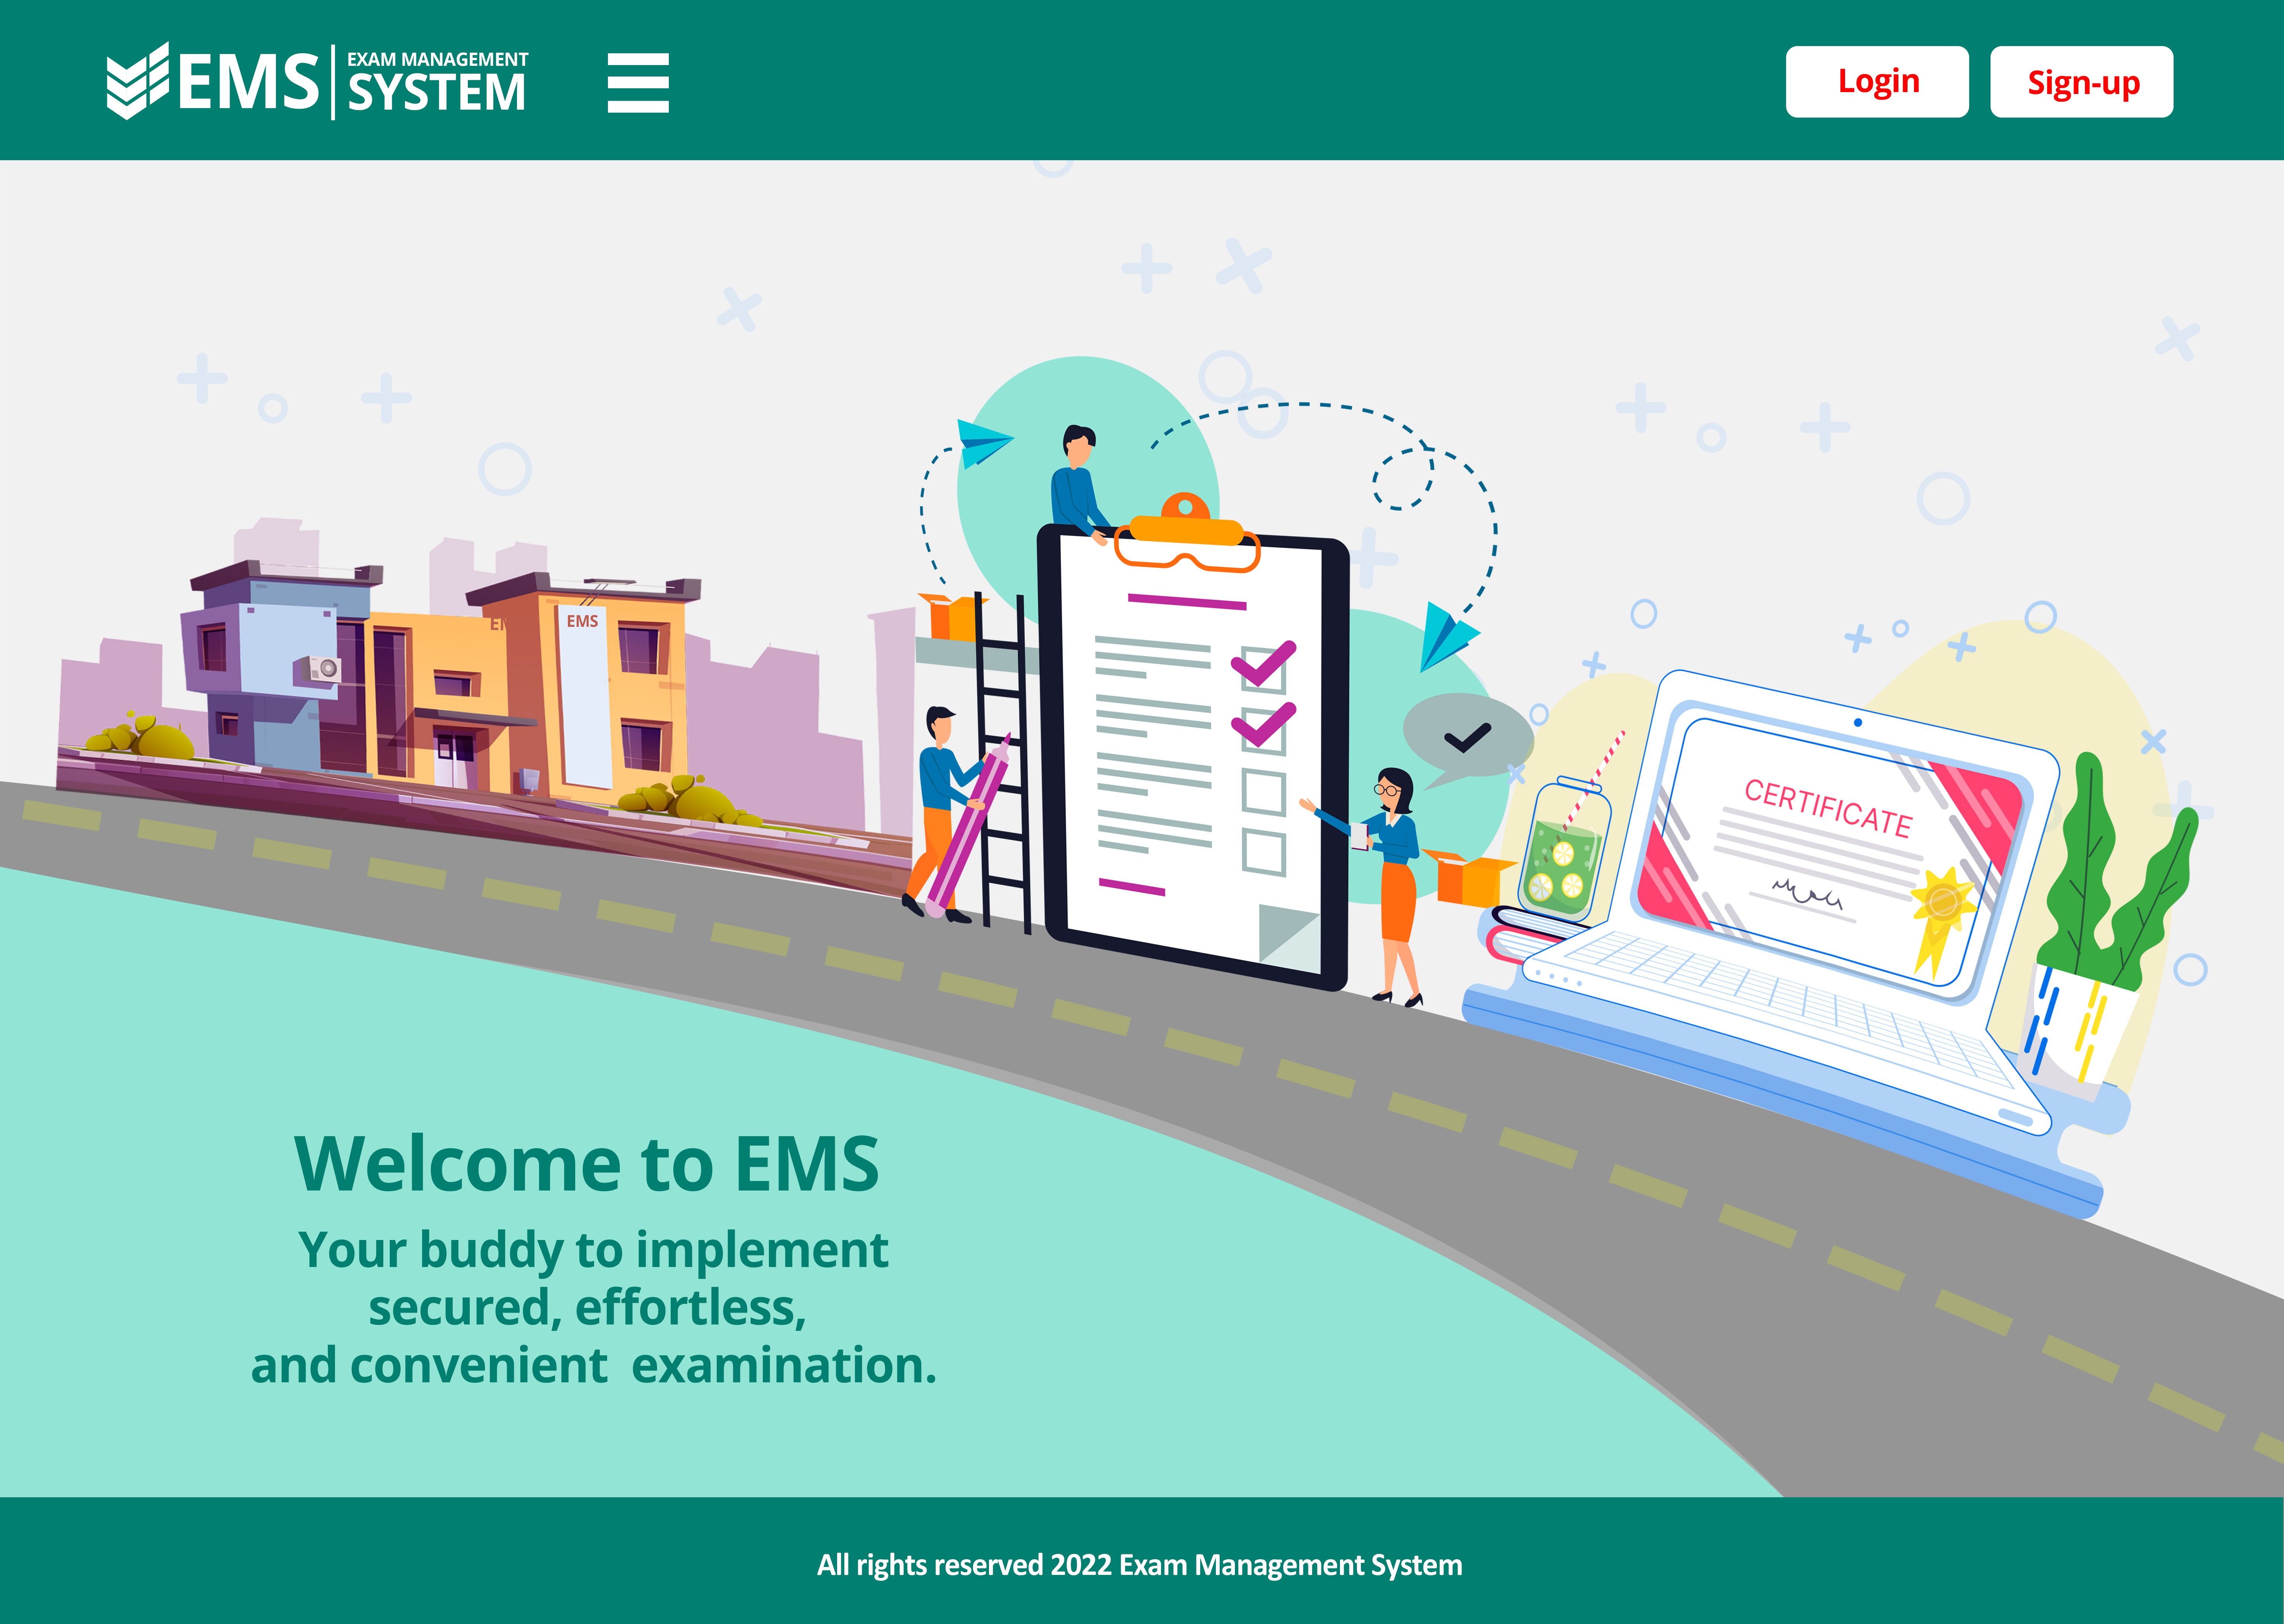 EMS
EXAM MANAGEMENT
SYSTEM
Login
Sign-up
EMS
CERTIFICATE
Welcome to EMS
Your buddy to implement
secured, effortless,
and convenient  examination.
All rights reserved 2022 Exam Management System